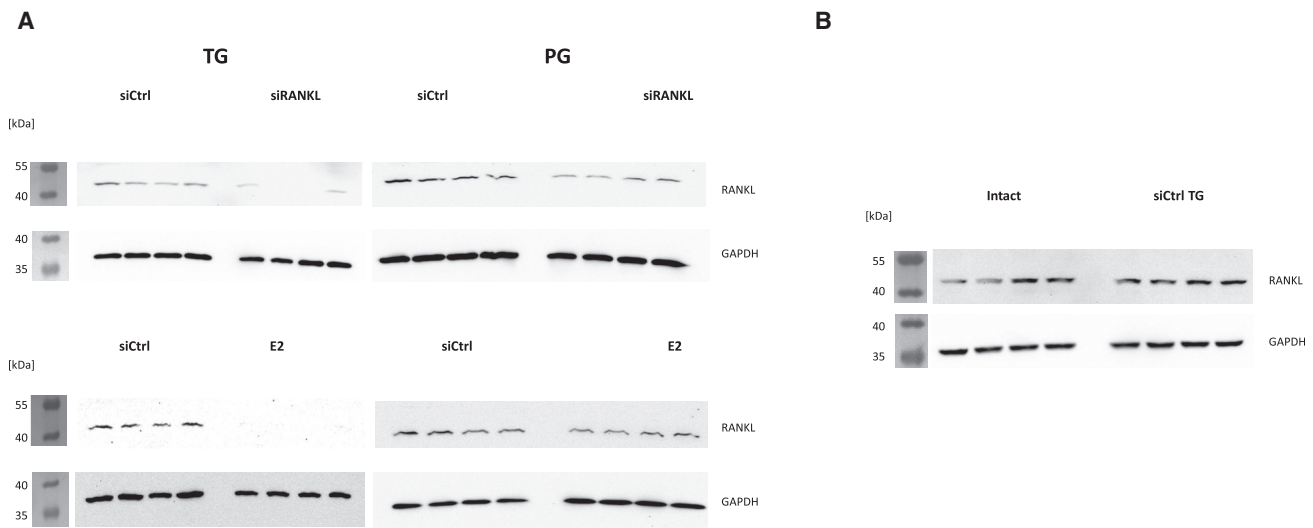 A
TG PG
siCtrl siRANKL siCtrl siRANKL
[kDa]
55
40
RANKL
40
35
GAPDH
siCtrl E2 siCtrl E2
[kDa]
55
40
RANKL
40
35
GAPDH
B
Intact siCtrl TG
[kDa]
55
40
RANKL
40
35
GAPDH